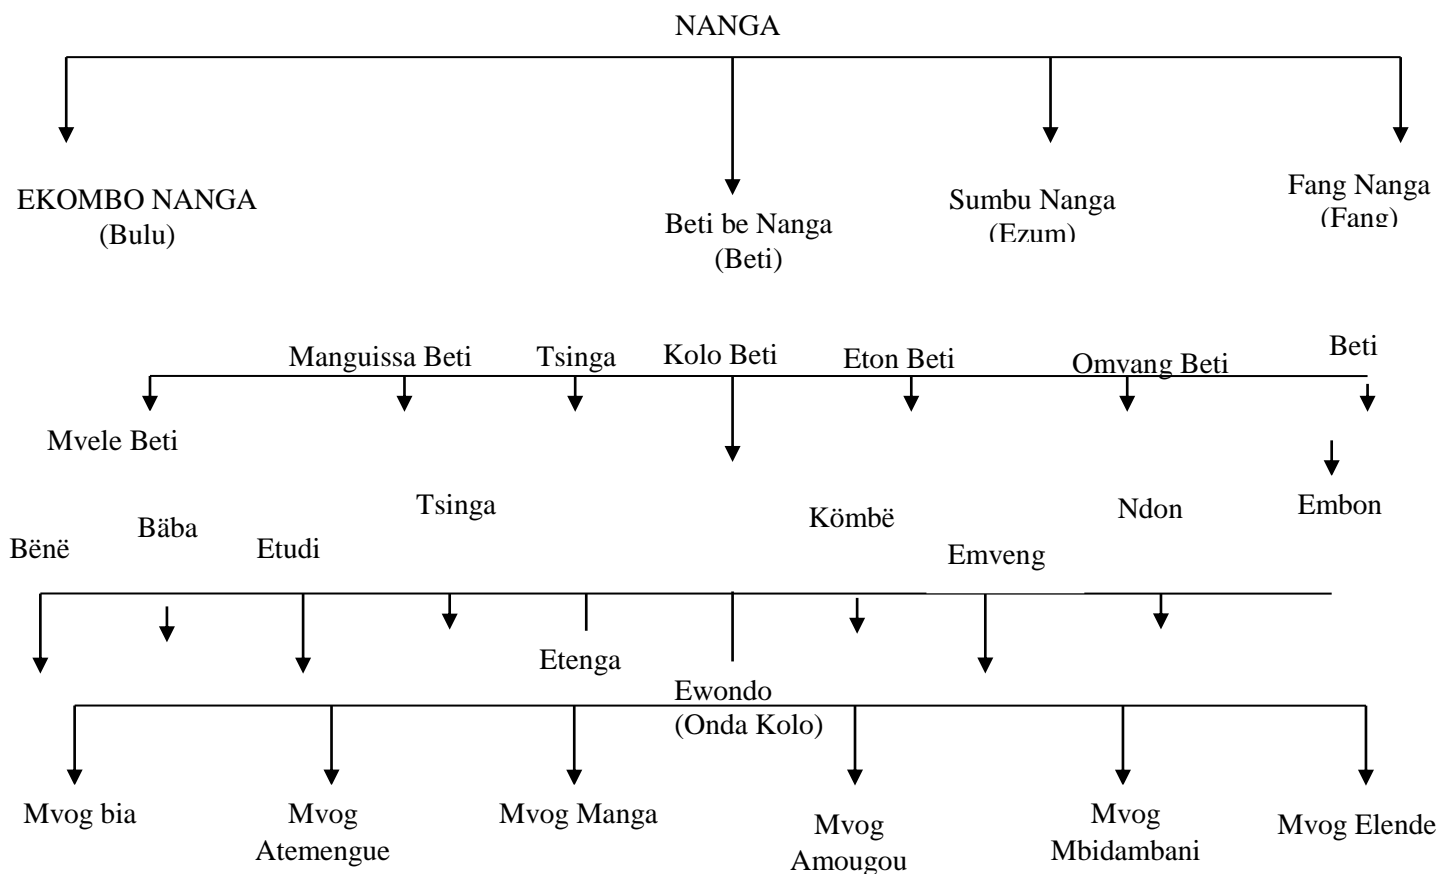 NANGA
EKOMBO NANGA
(Bulu)
Beti be Nanga
(Beti)
Sumbu Nanga
(Ezum)
Fang Nanga
(Fang)
Mvele Beti
Manguissa Beti
Tsinga
Kolo Beti
Eton Beti
Omvang Beti
Beti
Bënë
Bäba
Etudi
Tsinga
Etenga
Ewondo
(Onda Kolo)
Kömbë
Emveng
Ndon
Embon
Mvog bia
Mvog
Atemengue
Mvog Manga
Mvog
Amougou
Mvog
Mbidambani
Mvog Elende